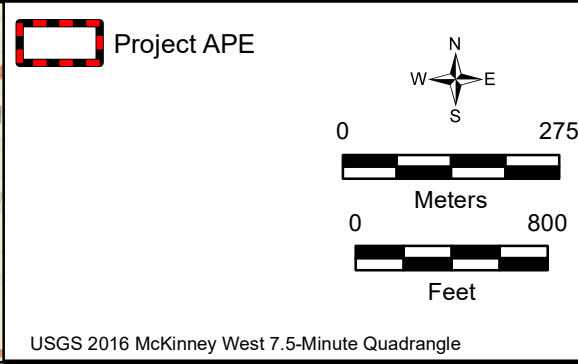 Project APE
N
W E
S
0 275
Meters
0 800
Feet
USGS 2016 McKinney West 7.5-Minute Quadrangle